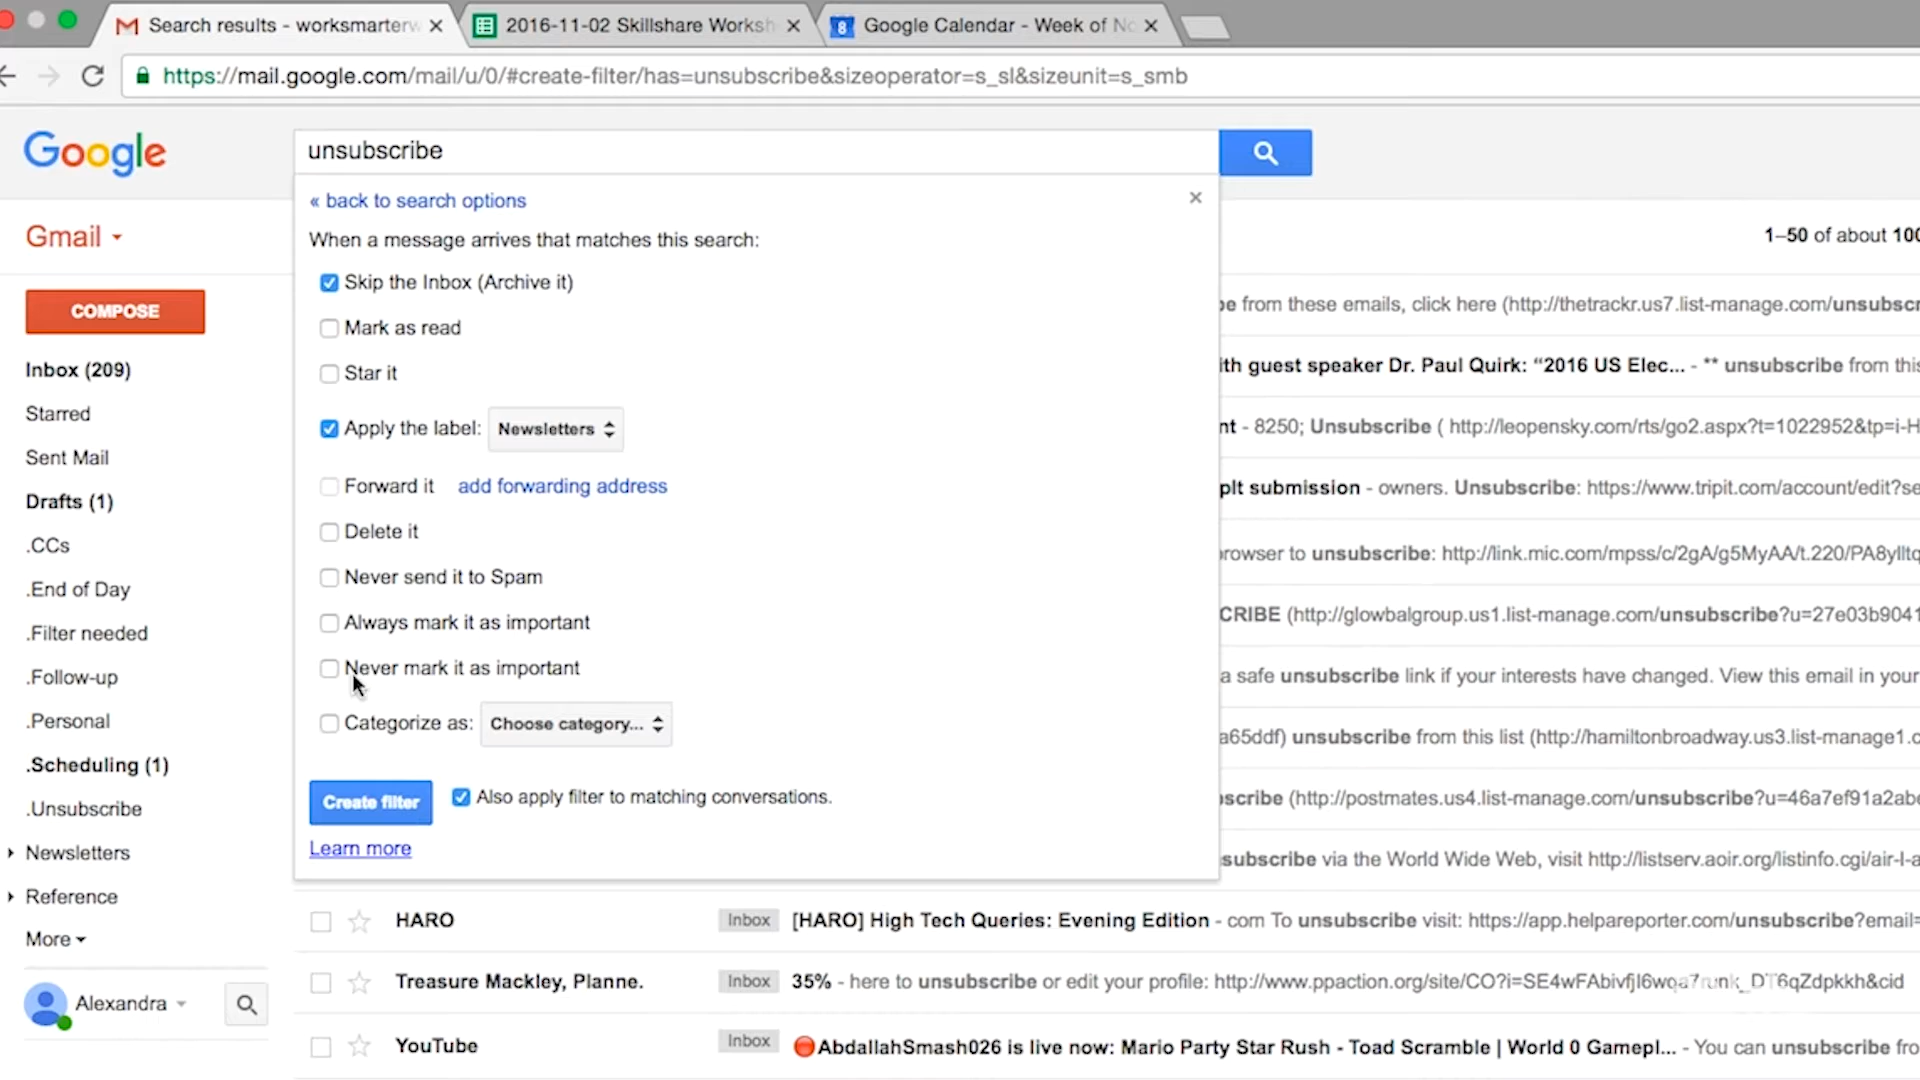 Search results - worksmarterw
2016-11-02 Skillshare Worksh
8 Google Calendar - Week of No
https://mail.google.com/mail/u/0/#create-filter/has=unsubscribe&sizeoperator=s_sl&sizeunit=s_smb
Google
unsubscribe
« back to search options
When a message arrives that matches this search:
Skip the Inbox (Archive it)
Mark as read
Star it
Apply the label: Newsletters
Forward it add forwarding address
Delete it
Never send it to Spam
Always mark it as important
Never mark it as important
Categorize as: Choose category...
Create filter Also apply filter to matching conversations.
Learn more
Gmail
COMPOSE
Inbox (209)
Starred
Sent Mail
Drafts (1)
.CCs
.End of Day
.Filter needed
.Follow-up
.Personal
.Scheduling (1)
.Unsubscribe
Newsletters
Reference
More
Alexandra
1–50 of about 100
be from these emails, click here (http://thetrackr.us7.list-manage.com/unsubscr
ith guest speaker Dr. Paul Quirk: “2016 US Elec... - ** unsubscribe from this
nt - 8250; Unsubscribe ( http://leopensky.com/rts/go2.aspx?t=1022952&tp=i-H
plt submission - owners. Unsubscribe: https://www.tripit.com/account/edit?se
rowser to unsubscribe: http://link.mic.com/mpss/c/2gA/g5MyAA/t.220/PA8yIltq
CRIBE (http://glowbalgroup.us1.list-manage.com/unsubscribe?u=27e03b9041
a safe unsubscribe link if your interests have changed. View this email in your
a65ddf) unsubscribe from this list (http://hamiltonbroadway.us3.list-manage1.c
scribe (http://postmates.us4.list-manage.com/unsubscribe?u=46a7ef91a2abe
subscribe via the World Wide Web, visit http://listserv.aoir.org/listinfo.cgi/air-l-a
HARO Inbox [HARO] High Tech Queries: Evening Edition - com To unsubscribe visit: https://app.helpareporter.com/unsubscribe?email=
Treasure Mackley, Planne. Inbox 35% - here to unsubscribe or edit your profile:
YouTube Inbox AbdallahSmash026 is live now: Mario Party Star Rush - Toad Scramble | World 0 Gamepl... - You can unsubscribe fro